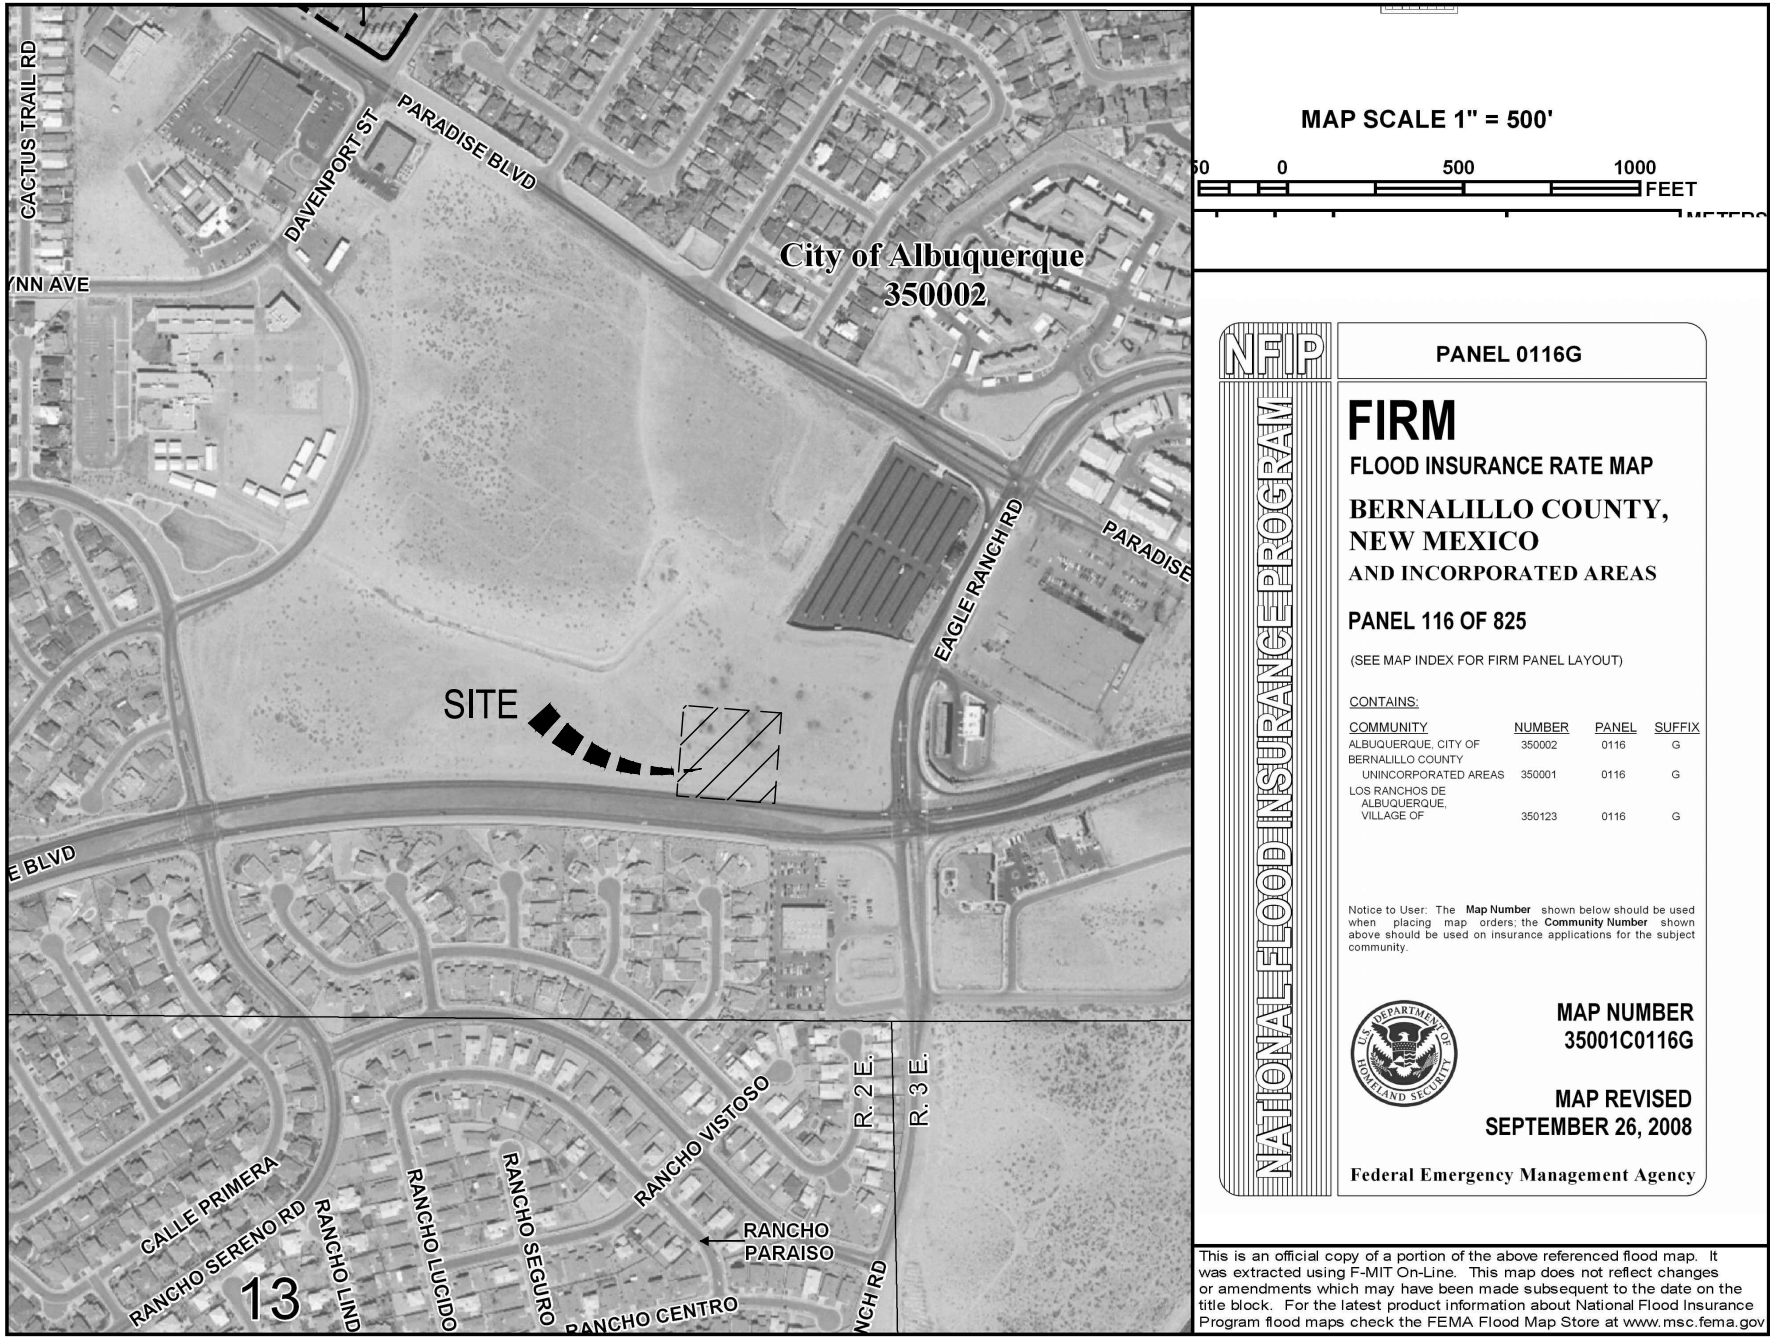 CACTUS TRAIL RD
DAVENPORT ST
PARADISE BLVD
City of Albuquerque
350002
YNN AVE
EAGLE RANCH RD
PARADISE
SITE
E BLVD
R. 2 E.
R. 3 E.
RANCHO VISTOSO
CALLE PRIMERA
RANCHO SERENO RD
RANCHO LIND
RANCHO LUCIDO
RANCHO SEGURO
RANCHO
PARAISO
RANCHO CENTRO
NCH RD
13
MAP SCALE 1" = 500'
50 0 500 1000
FEET
METERS
NFIP
NATIONAL FLOOD INSURANCE PROGRAM
PANEL 0116G
FIRM
FLOOD INSURANCE RATE MAP
BERNALILLO COUNTY,
NEW MEXICO
AND INCORPORATED AREAS
PANEL 116 OF 825
(SEE MAP INDEX FOR FIRM PANEL LAYOUT)
CONTAINS:
COMMUNITY NUMBER PANEL SUFFIX
ALBUQUERQUE, CITY OF 350002 0116 G
BERNALILLO COUNTY
UNINCORPORATED AREAS 350001 0116 G
LOS RANCHOS DE
ALBUQUERQUE,
VILLAGE OF 350123 0116 G
Notice to User: The Map Number shown below should be used
when placing map orders; the Community Number shown
above should be used on insurance applications for the subject
community.
U.S. DEPARTMENT OF
HOMELAND SECURITY
MAP NUMBER
35001C0116G
MAP REVISED
SEPTEMBER 26, 2008
Federal Emergency Management Agency
This is an official copy of a portion of the above referenced flood map. It
was extracted using F-MIT On-Line. This map does not reflect changes
or amendments which may have been made subsequent to the date on the
title block. For the latest product information about National Flood Insurance
Program flood maps check the FEMA Flood Map Store at www.msc.fema.gov